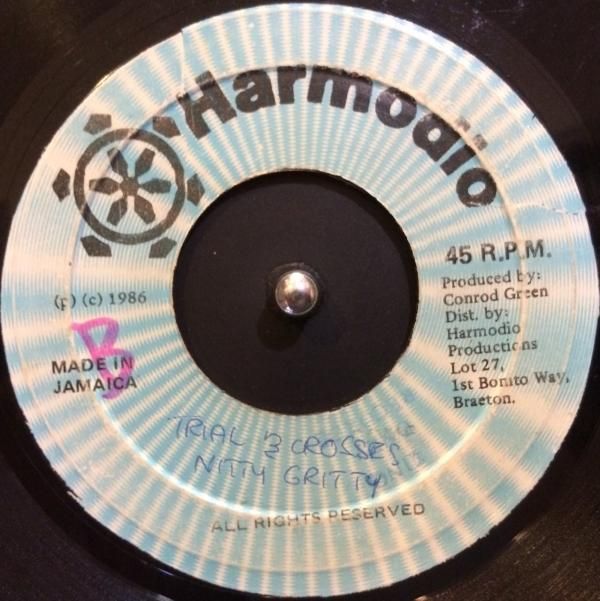 Harmodio
45 R.P.M.
Produced by:
Conrod Green
Dist. by:
Harmodio
Productions
Lot 27,
1st Bonito Way,
Braeton.
(p) (c) 1986
B
MADE IN
JAMAICA
TRIAL & CROSSES
NITTY GRITTY
ALL RIGHTS RESERVED